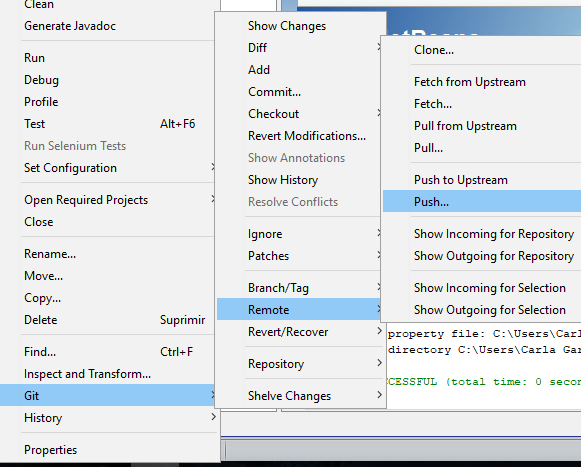 Clean
Generate Javadoc
Run
Debug
Profile
Test Alt+F6
Run Selenium Tests
Set Configuration
Open Required Projects
Close
Rename...
Move...
Copy...
Delete Suprimir
Find... Ctrl+F
Inspect and Transform...
Git
History
Properties
Show Changes
Diff
Add
Commit...
Checkout
Revert Modifications...
Show Annotations
Show History
Resolve Conflicts
Ignore
Patches
Branch/Tag
Remote
Revert/Recover
Repository
Shelve Changes
Clone...
Fetch from Upstream
Fetch...
Pull from Upstream
Pull...
Push to Upstream
Push...
Show Incoming for Repository
Show Outgoing for Repository
Show Incoming for Selection
Show Outgoing for Selection
property file: C:\Users\Carl
directory C:\Users\Carla Gar
CESSFUL (total time: 0 secon